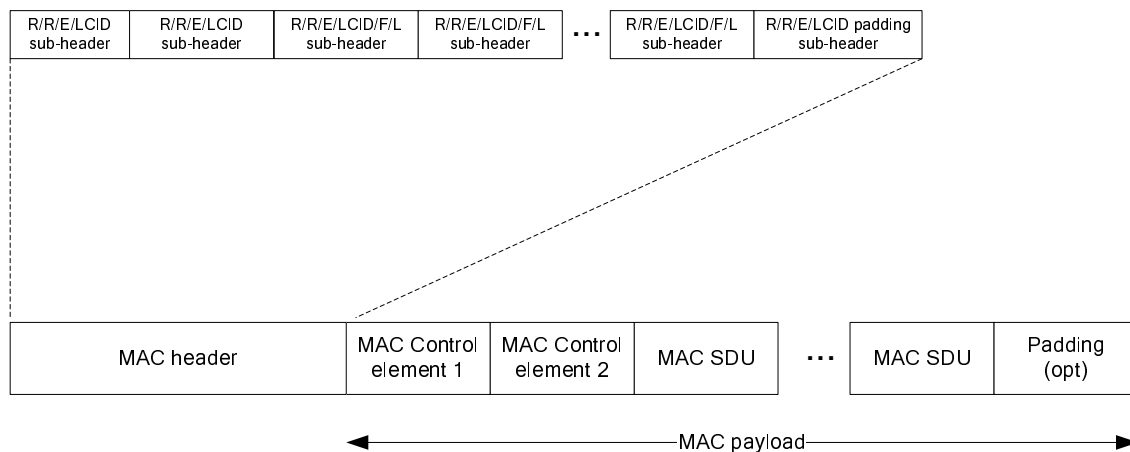 R/R/E/LCID
sub-header
R/R/E/LCID
sub-header
R/R/E/LCID/F/L
sub-header
R/R/E/LCID/F/L
sub-header
...
R/R/E/LCID/F/L
sub-header
R/R/E/LCID padding
sub-header
MAC header
MAC Control
element 1
MAC Control
element 2
MAC SDU
...
MAC SDU
Padding
(opt)
MAC payload